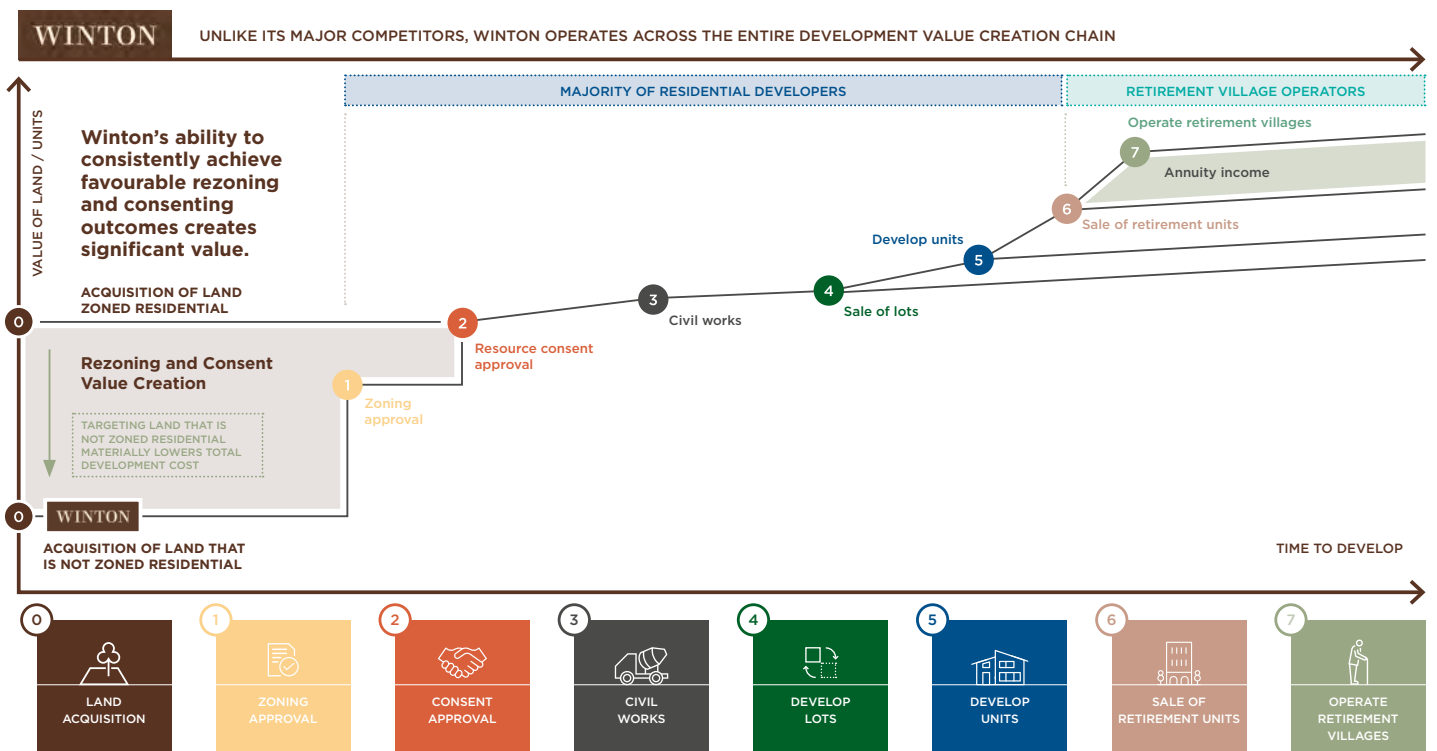 WINTON
UNLIKE ITS MAJOR COMPETITORS, WINTON OPERATES ACROSS THE ENTIRE DEVELOPMENT VALUE CREATION CHAIN
MAJORITY OF RESIDENTIAL DEVELOPERS
RETIREMENT VILLAGE OPERATORS
VALUE OF LAND / UNITS
Winton’s ability to
consistently achieve
favourable rezoning
and consenting
outcomes creates
significant value.
Operate retirement villages
7
Annuity income
6
Sale of retirement units
Develop units
5
4
Sale of lots
3
Civil works
ACQUISITION OF LAND
ZONED RESIDENTIAL
0
2
Resource consent
approval
Rezoning and Consent
Value Creation
1
Zoning
approval
TARGETING LAND THAT IS
NOT ZONED RESIDENTIAL
MATERIALLY LOWERS TOTAL
DEVELOPMENT COST
0
WINTON
ACQUISITION OF LAND THAT
IS NOT ZONED RESIDENTIAL
TIME TO DEVELOP
0
LAND
ACQUISITION
1
ZONING
APPROVAL
2
CONSENT
APPROVAL
3
CIVIL
WORKS
4
DEVELOP
LOTS
5
DEVELOP
UNITS
6
SALE OF
RETIREMENT UNITS
7
OPERATE
RETIREMENT
VILLAGES